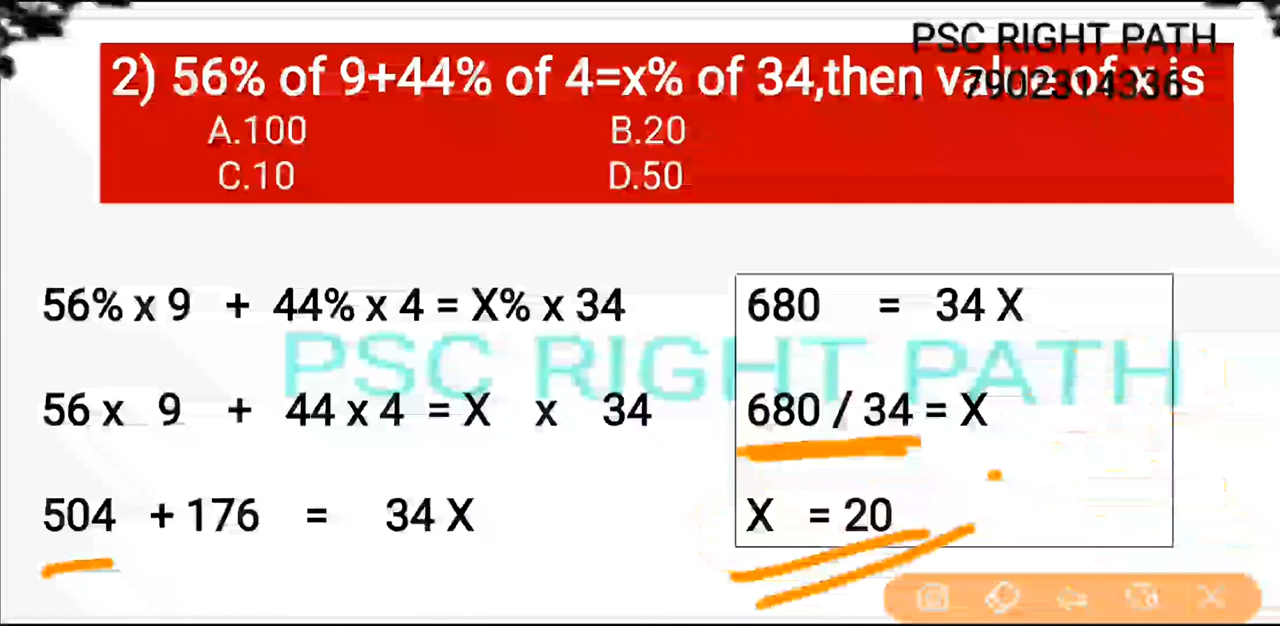 PSC RIGHT PATH
7902314336
2) 56% of 9+44% of 4=x% of 34,then value of x is
A.100 B.20
C.10 D.50
56% x 9 + 44% x 4 = X% x 34
56 x 9 + 44 x 4 = X x 34
504 + 176 = 34 X
680 = 34 X
680 / 34 = X
X = 20
PSC RIGHT PATH